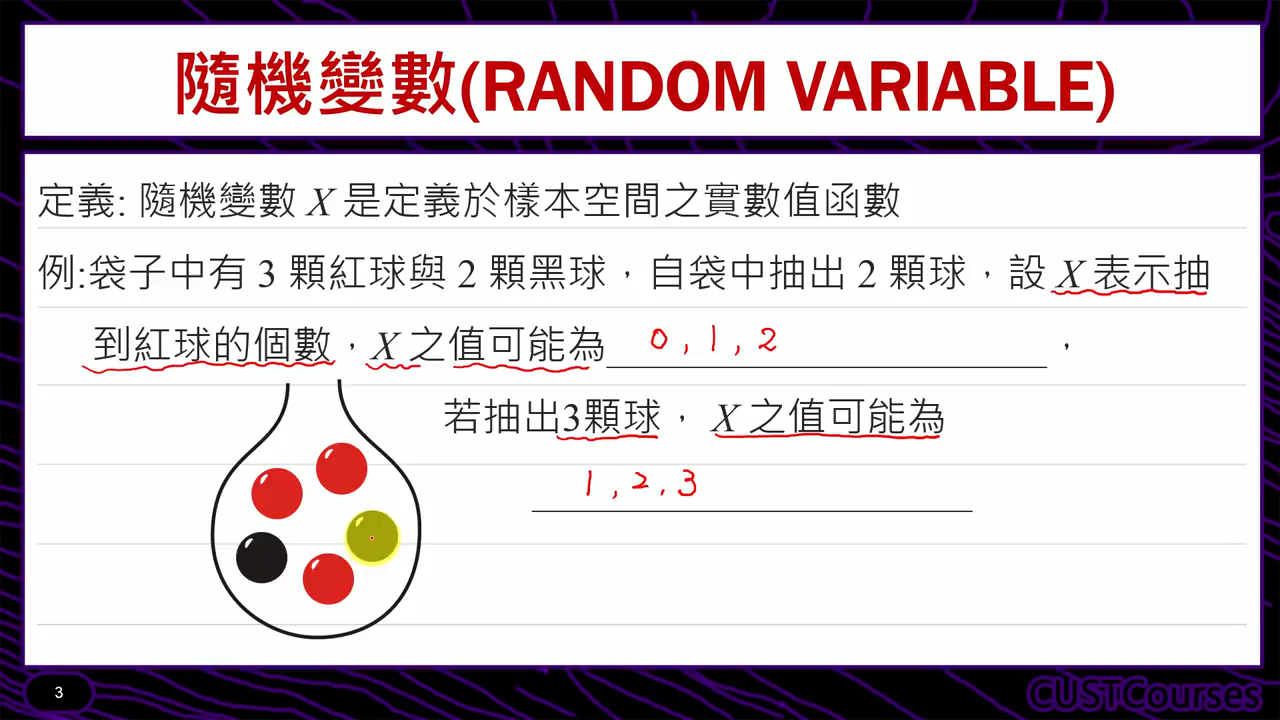 隨機變數(RANDOM VARIABLE)
定義: 隨機變數 X 是定義於樣本空間之實數值函數
例:袋子中有 3 顆紅球與 2 顆黑球，自袋中抽出 2 顆球，設 X 表示抽
到紅球的個數，X 之值可能為 0 , 1 , 2 ，
若抽出3顆球， X 之值可能為
1 , 2 , 3
3
CUSTCourses